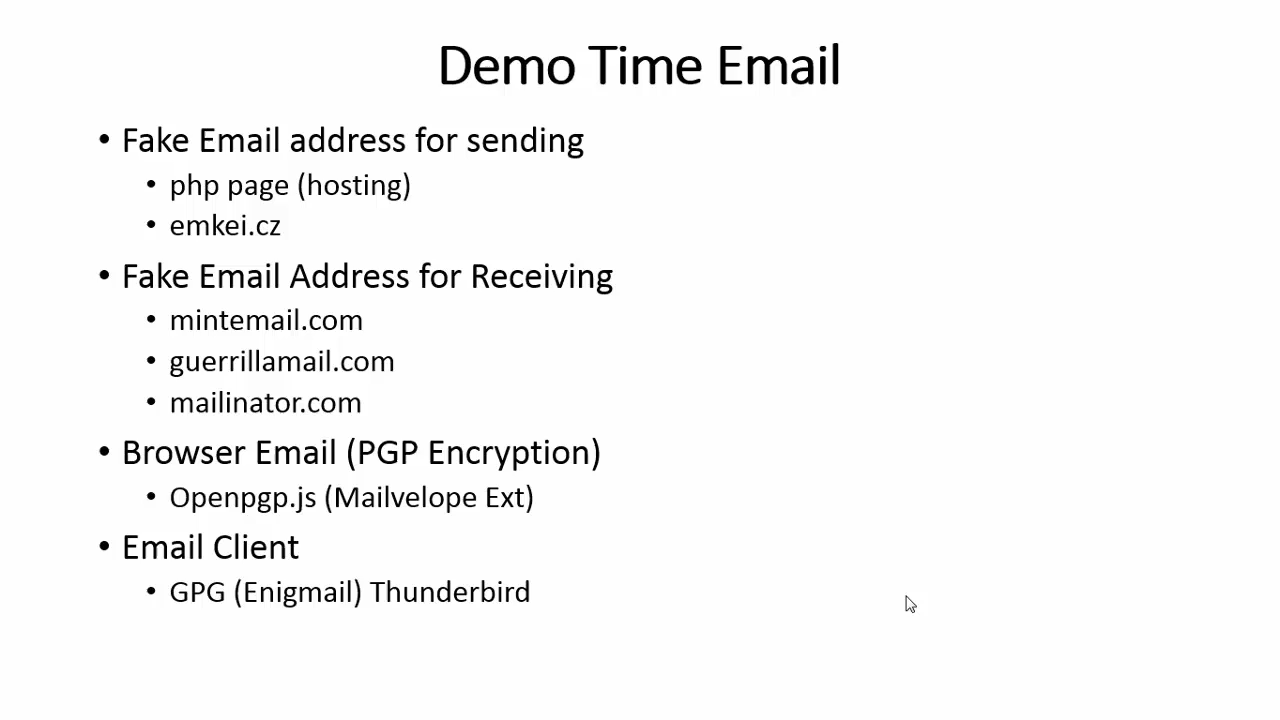 Demo Time Email
• Fake Email address for sending
• php page (hosting)
• emkei.cz
• Fake Email Address for Receiving
• mintemail.com
• guerrillamail.com
• mailinator.com
• Browser Email (PGP Encryption)
• Openpgp.js (Mailvelope Ext)
• Email Client
• GPG (Enigmail) Thunderbird